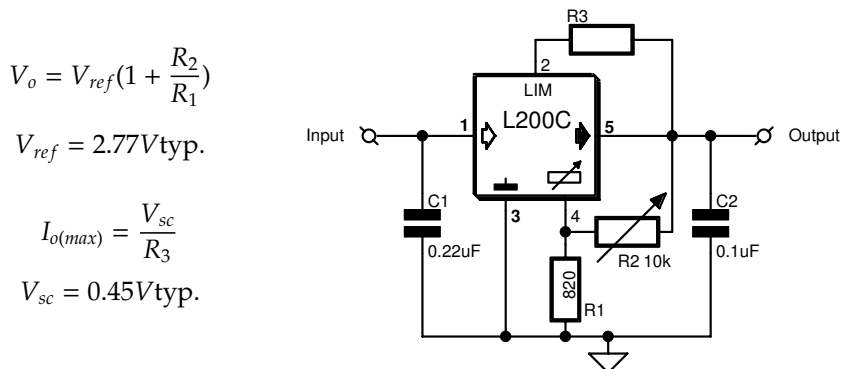 V_o = V_ref(1 + R_2/R_1)
V_ref = 2.77Vtyp.
I_o(max) = V_sc/R_3
V_sc = 0.45Vtyp.
R3
2
LIM
L200C
Input
1
5
Output
3
4
C1
0.22uF
R2 10k
C2
0.1uF
820
R1